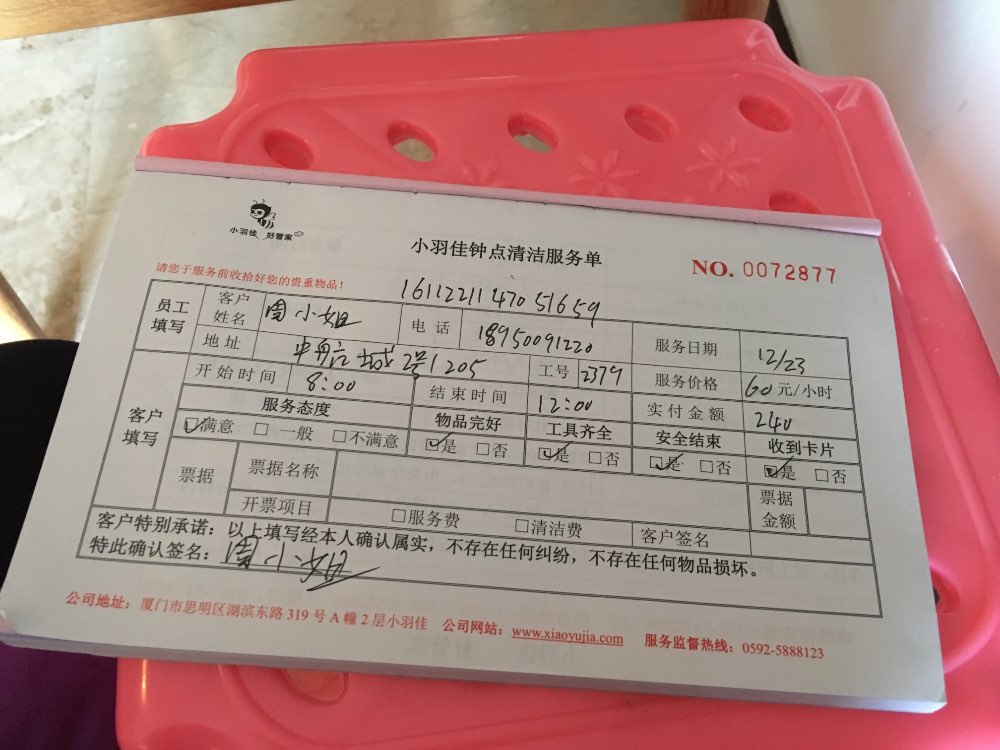 小羽佳 好管家
小羽佳钟点清洁服务单
NO. 0072877
请您于服务前收拾好您的贵重物品！
16112211470 51659
员工填写 客户姓名 周小姐 电话 18950091220 服务日期 12/23
地址 城2号1205 工号 2379 服务价格 60 元/小时
客户填写 开始时间 8:00 结束时间 12:00 实付金额 240
服务态度 物品完好 工具齐全 安全结束 收到卡片
☑满意 □一般 □不满意 ☑是 □否 ☑是 □否 ☑是 □否 ☑是 □否
票据 票据名称 票据金额
开票项目 □服务费 □清洁费 客户签名
客户特别承诺：以上填写经本人确认属实，不存在任何纠纷，不存在任何物品损坏。
特此确认签名：周小姐
公司地址：厦门市思明区湖滨东路 319 号 A 幢 2 层小羽佳 公司网站：www.xiaoyujia.com 服务监督热线：0592-5888123